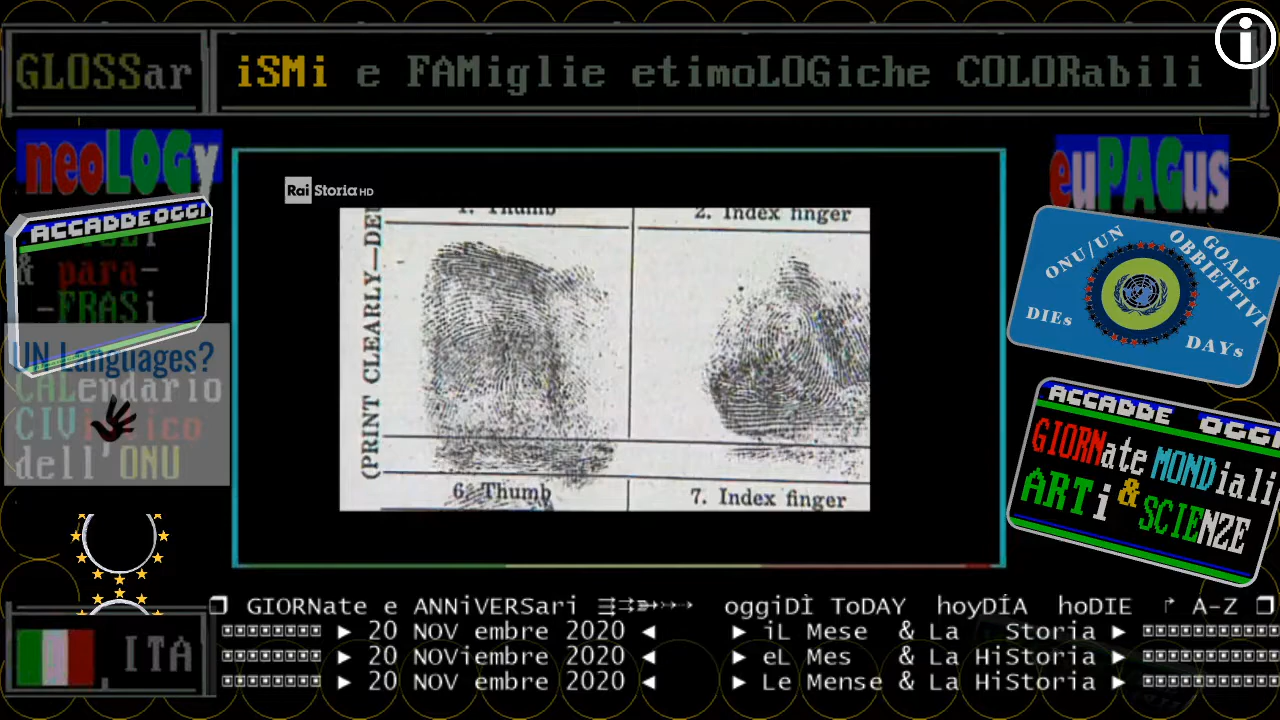 GLOSSar
iSMi e FAMiglie etimoLOGiche COLORabili
neoLOGy
ACCADDE OGGI
& para-
-FRASi
UN Languages?
CALendario
CIVi
dell'ONU
ITA
Rai Storia HD
(PRINT CLEARLY—DE
1. Thumb
2. Index finger
6. Thumb
7. Index finger
euPAGus
ONU/UN
GOALS
OBBIETTIVI
DIEs
DAYs
ACCADDE OGGI
GIORNate MONDiali
ARTi & SCIENZE
GIORNate e ANNiVERSari oggiDÌ ToDAY hoyDÍA hoDIE A-Z
20 NOV embre 2020 iL Mese & La Storia
20 NOViembre 2020 eL Mes & La HiStoria
20 NOV embre 2020 Le Mense & La HiStoria